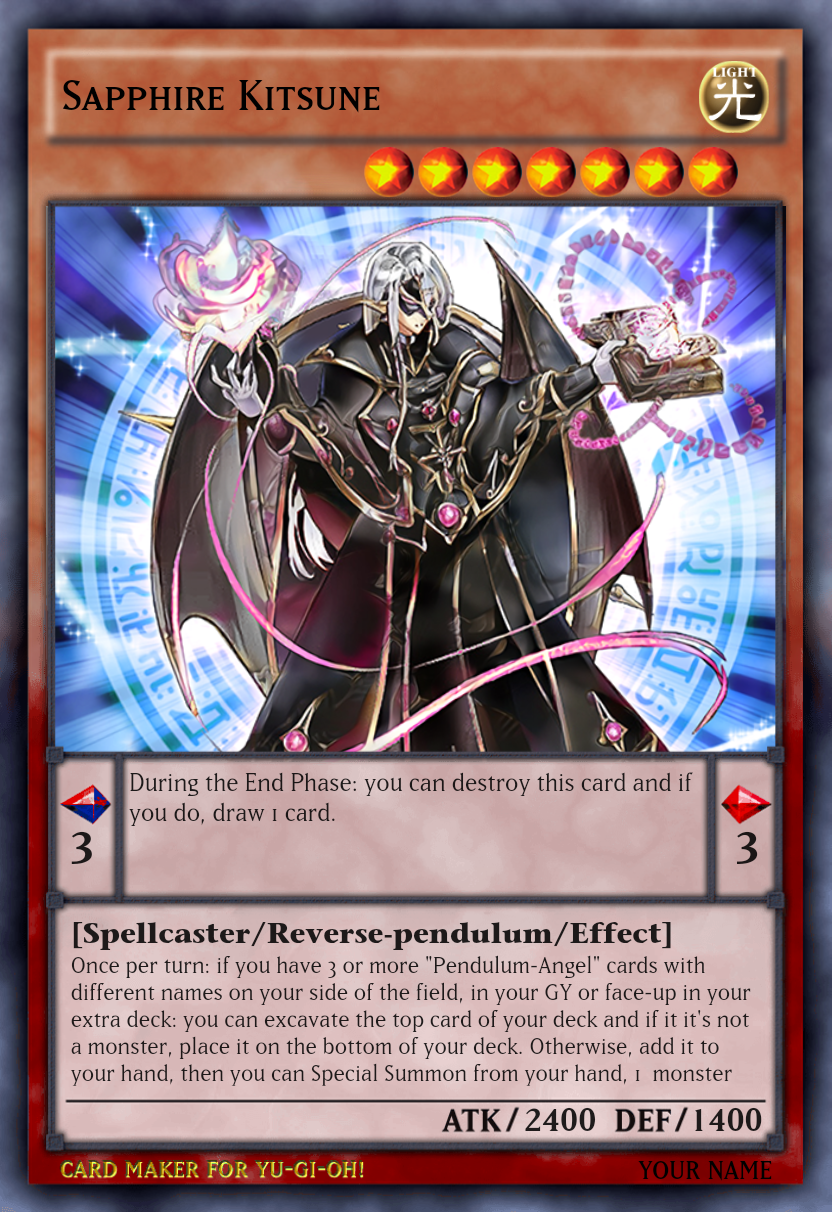 Sapphire Kitsune
LIGHT
光
During the End Phase: you can destroy this card and if
you do, draw 1 card.
3
3
[Spellcaster/Reverse-pendulum/Effect]
Once per turn: if you have 3 or more "Pendulum-Angel" cards with
different names on your side of the field, in your GY or face-up in your
extra deck: you can excavate the top card of your deck and if it it's not
a monster, place it on the bottom of your deck. Otherwise, add it to
your hand, then you can Special Summon from your hand, 1 monster
ATK/2400 DEF/1400
CARD MAKER FOR YU-GI-OH!
YOUR NAME